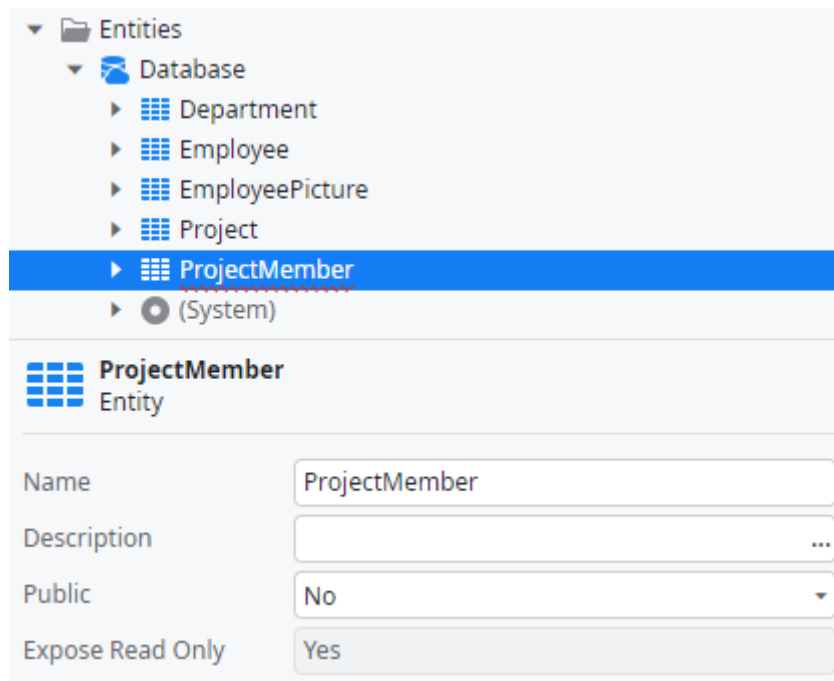 Entities
Database
Department
Employee
EmployeePicture
Project
ProjectMember
(System)
ProjectMember
Entity
Name ProjectMember
Description ...
Public No
Expose Read Only Yes